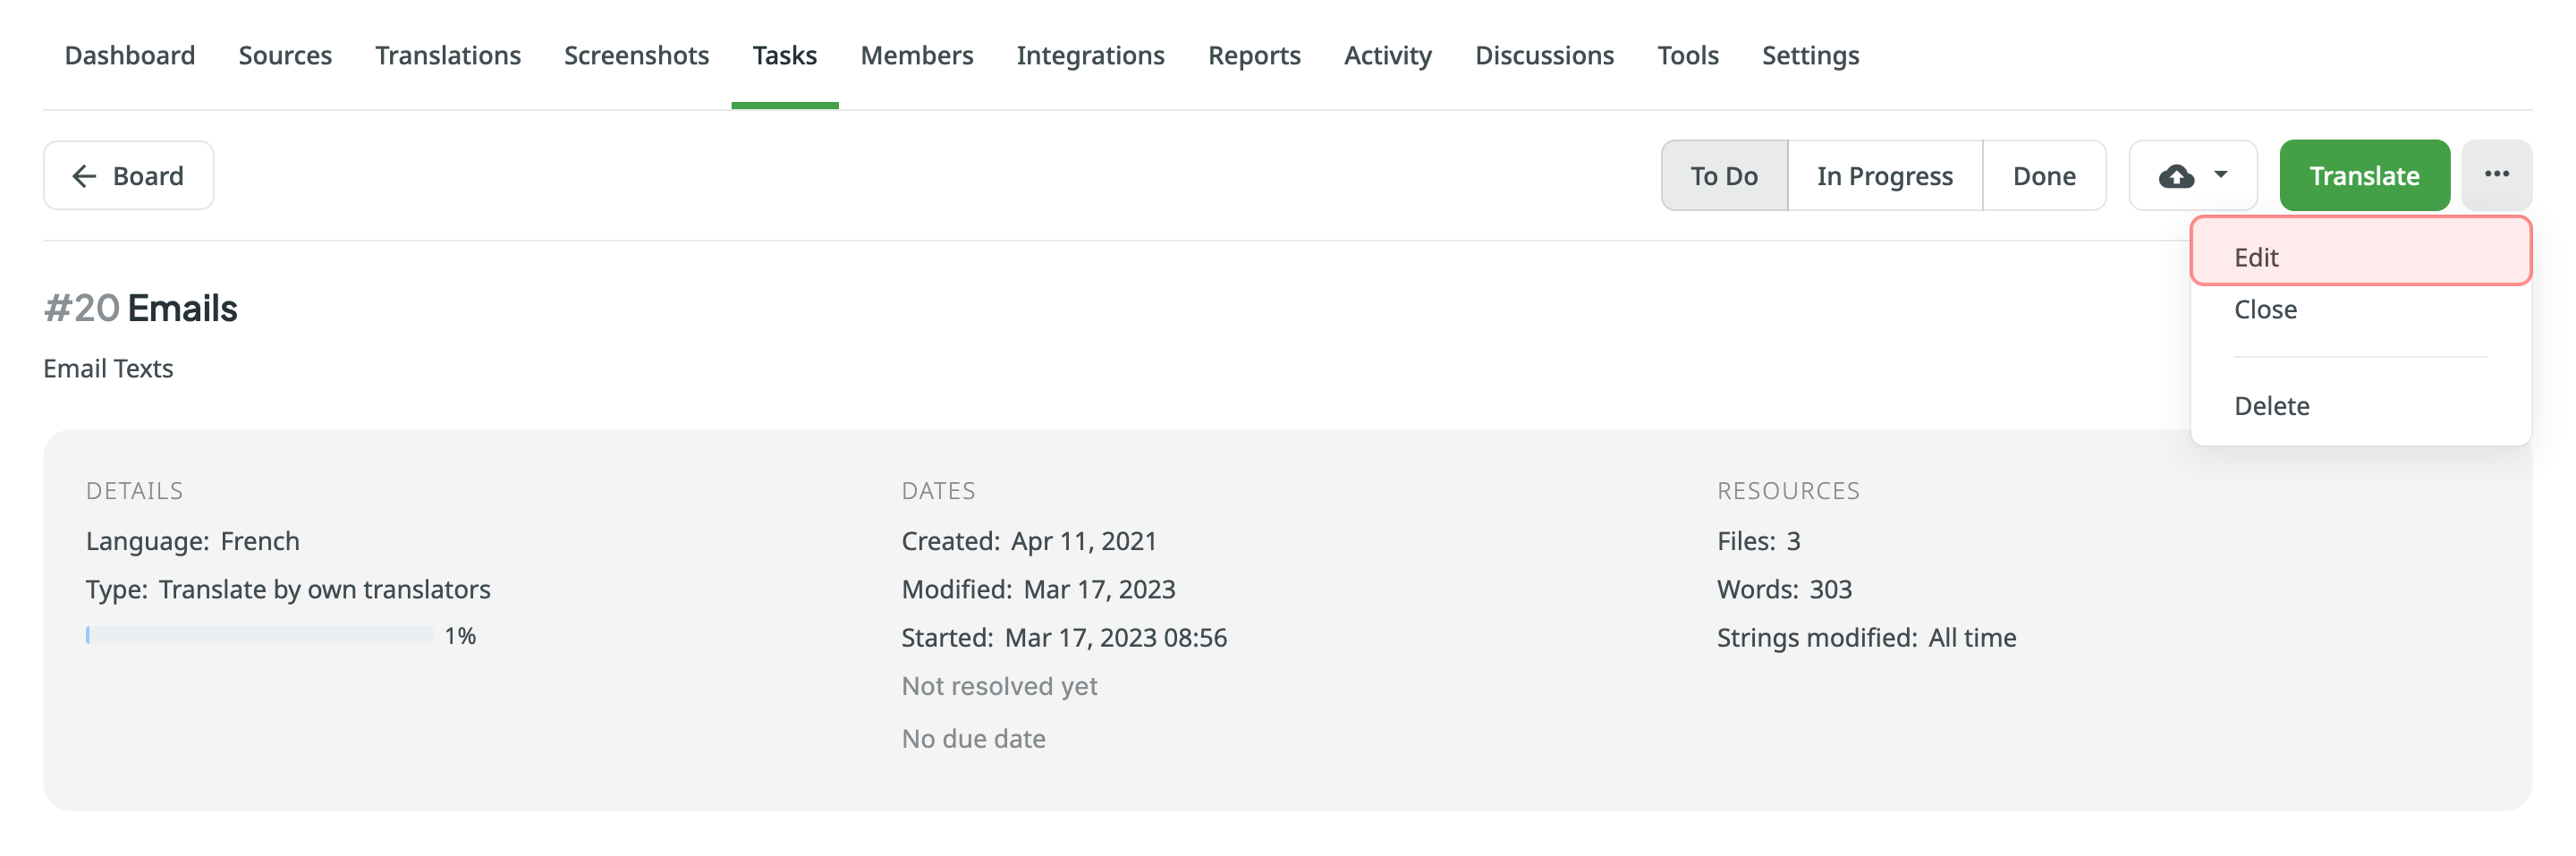 Dashboard Sources Translations Screenshots Tasks Members Integrations Reports Activity Discussions Tools Settings
Board To Do In Progress Done Translate
Edit
Close
Delete
#20 Emails
Email Texts
DETAILS
Language: French
Type: Translate by own translators
1%
DATES
Created: Apr 11, 2021
Modified: Mar 17, 2023
Started: Mar 17, 2023 08:56
Not resolved yet
No due date
RESOURCES
Files: 3
Words: 303
Strings modified: All time